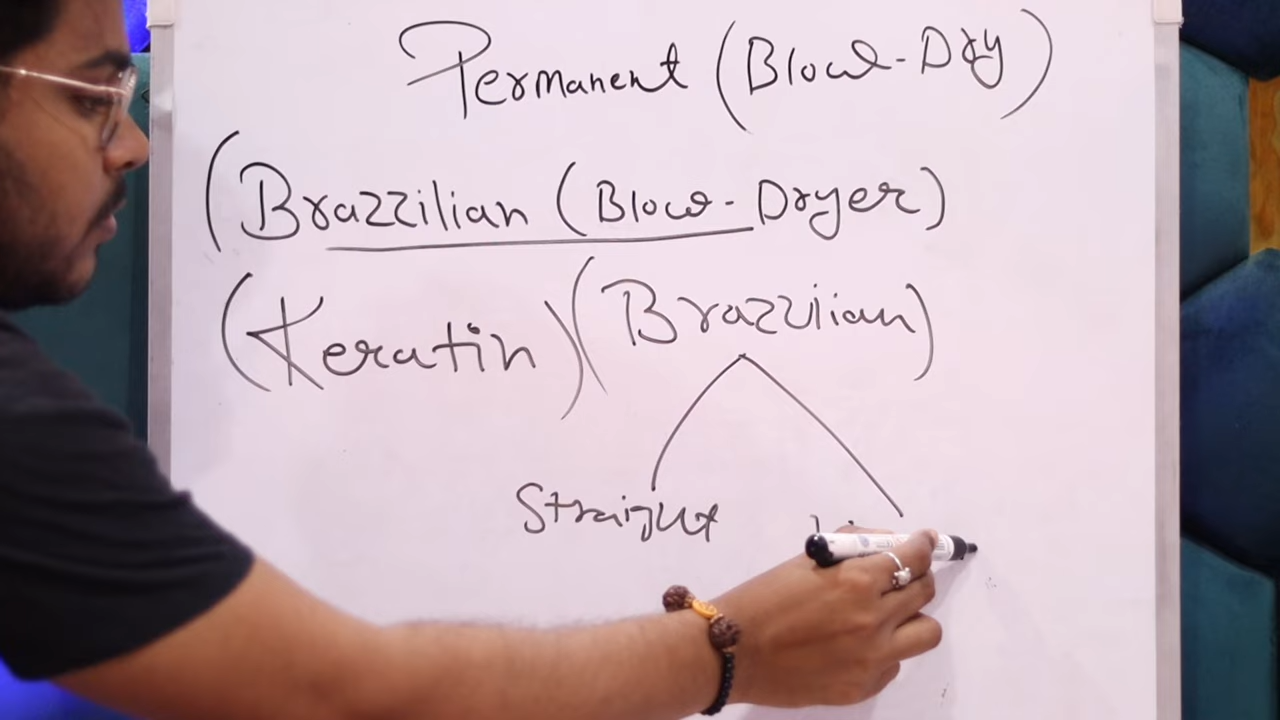 Permanent (Blow-Dry)
(Brazzilian (Blow-Dryer)
(Keratin)(Brazzilian)
Straight